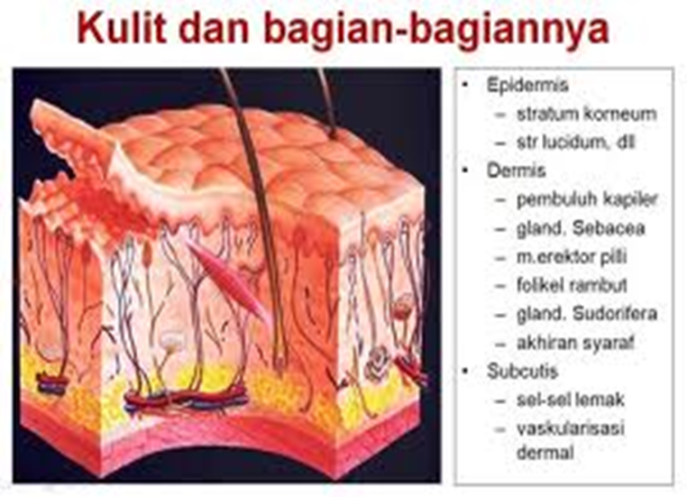 Kulit dan bagian-bagiannya
• Epidermis
– stratum korneum
– str lucidum, dll
• Dermis
– pembuluh kapiler
– gland. Sebacea
– m.erektor pilli
– folikel rambut
– gland. Sudorifera
– akhiran syaraf
• Subcutis
– sel-sel lemak
– vaskularisasi
dermal